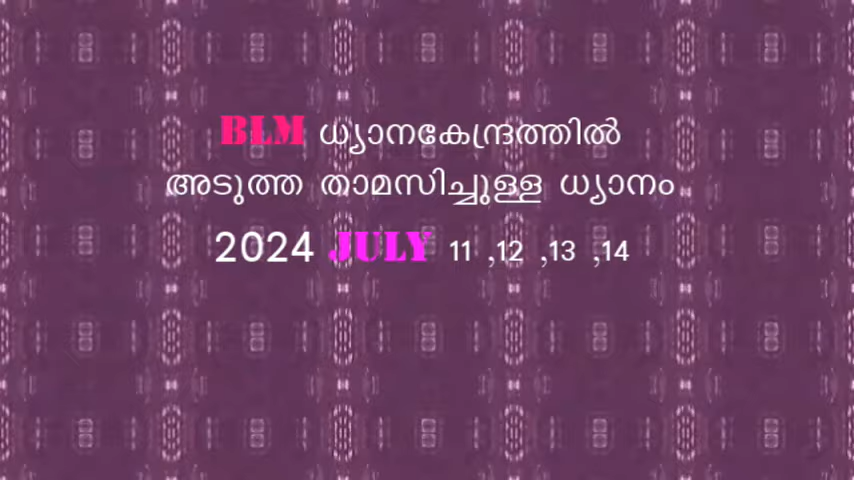 BLM ധ്യാനകേന്ദ്രത്തിൽ
അടുത്ത താമസിച്ചുള്ള ധ്യാനം
2024 JULY 11 ,12 ,13 ,14